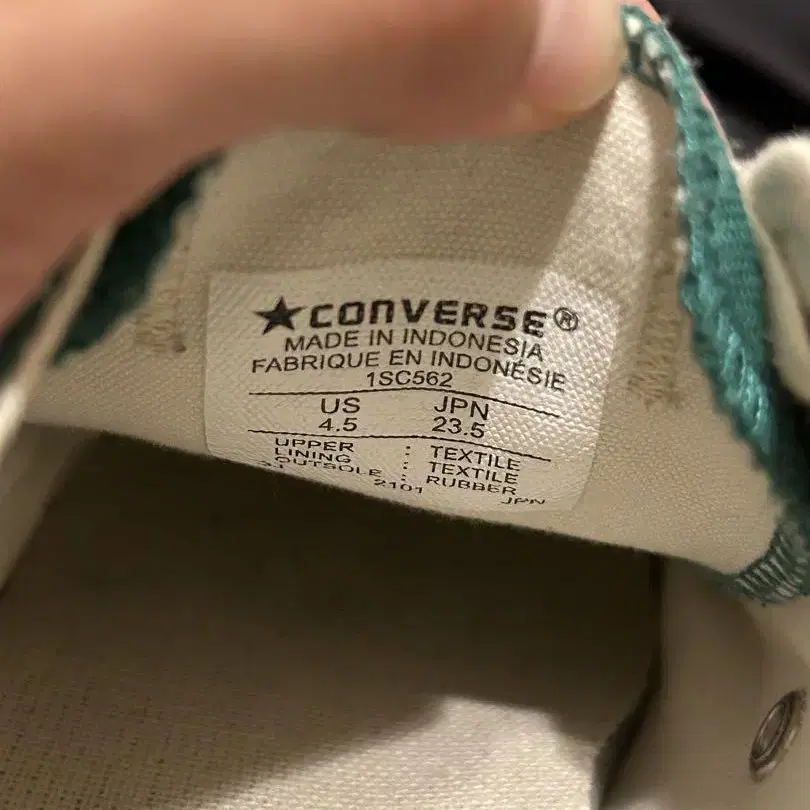 ★CONVERSE®
MADE IN INDONESIA
FABRIQUE EN INDONÉSIE
1SC562
US JPN
4.5 23.5
UPPER : TEXTILE
LINING : TEXTILE
OUTSOLE : RUBBER
2101 JPN